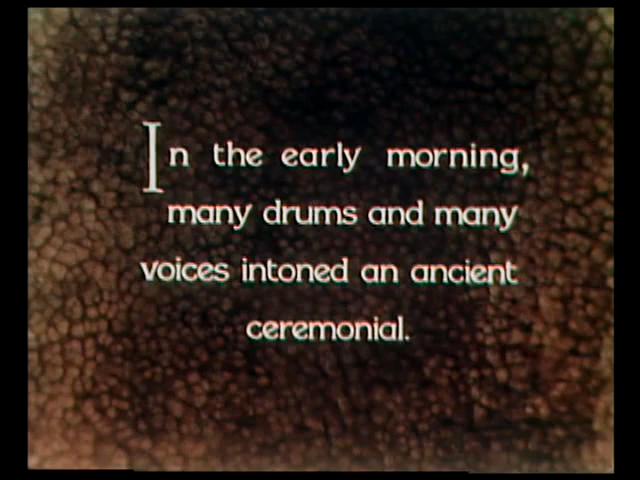 In the early morning,
many drums and many
voices intoned an ancient
ceremonial.